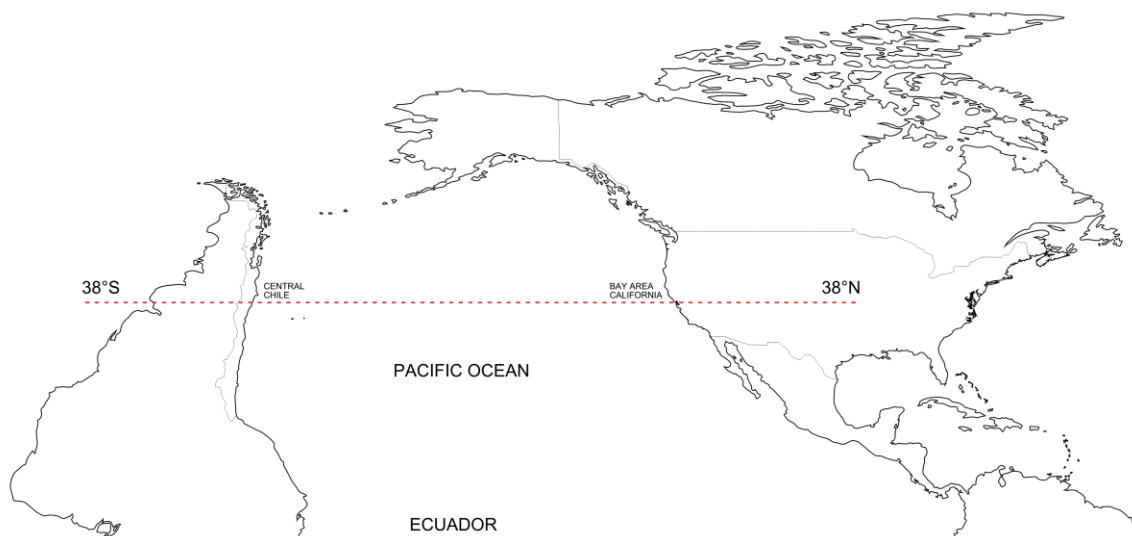 38°S
CENTRAL
CHILE
BAY AREA
CALIFORNIA
38°N
PACIFIC OCEAN
ECUADOR